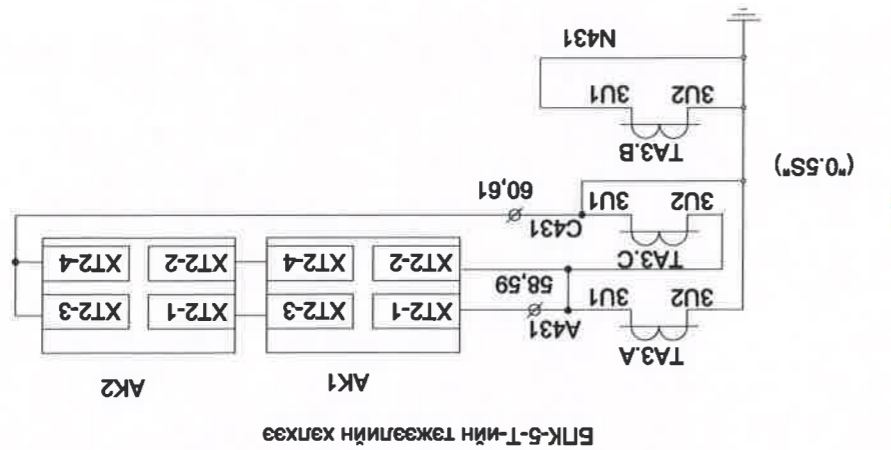 БПК-5-Т-ийн тэжээлийн хэлхээ
AK1 AK2
TA3.A
A431
3U2 3U1
XT2-1 XT2-3 XT2-1 XT2-3
58,59
TA3.C
XT2-2 XT2-4 XT2-2 XT2-4
3U2 3U1
C431
60,61
("0.5S")
TA3.B
3U2 3U1
N431